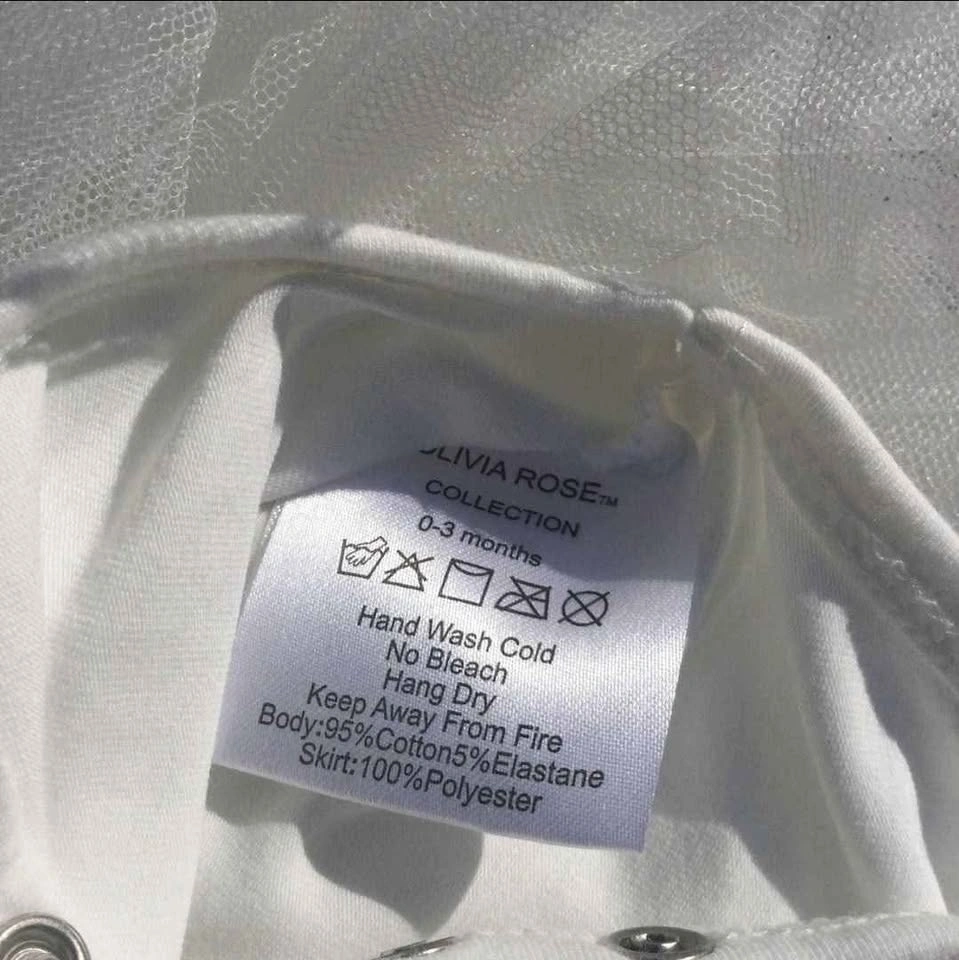 OLIVIA ROSE™
COLLECTION
0-3 months
Hand Wash Cold
No Bleach
Hang Dry
Keep Away From Fire
Body:95%Cotton5%Elastane
Skirt:100%Polyester